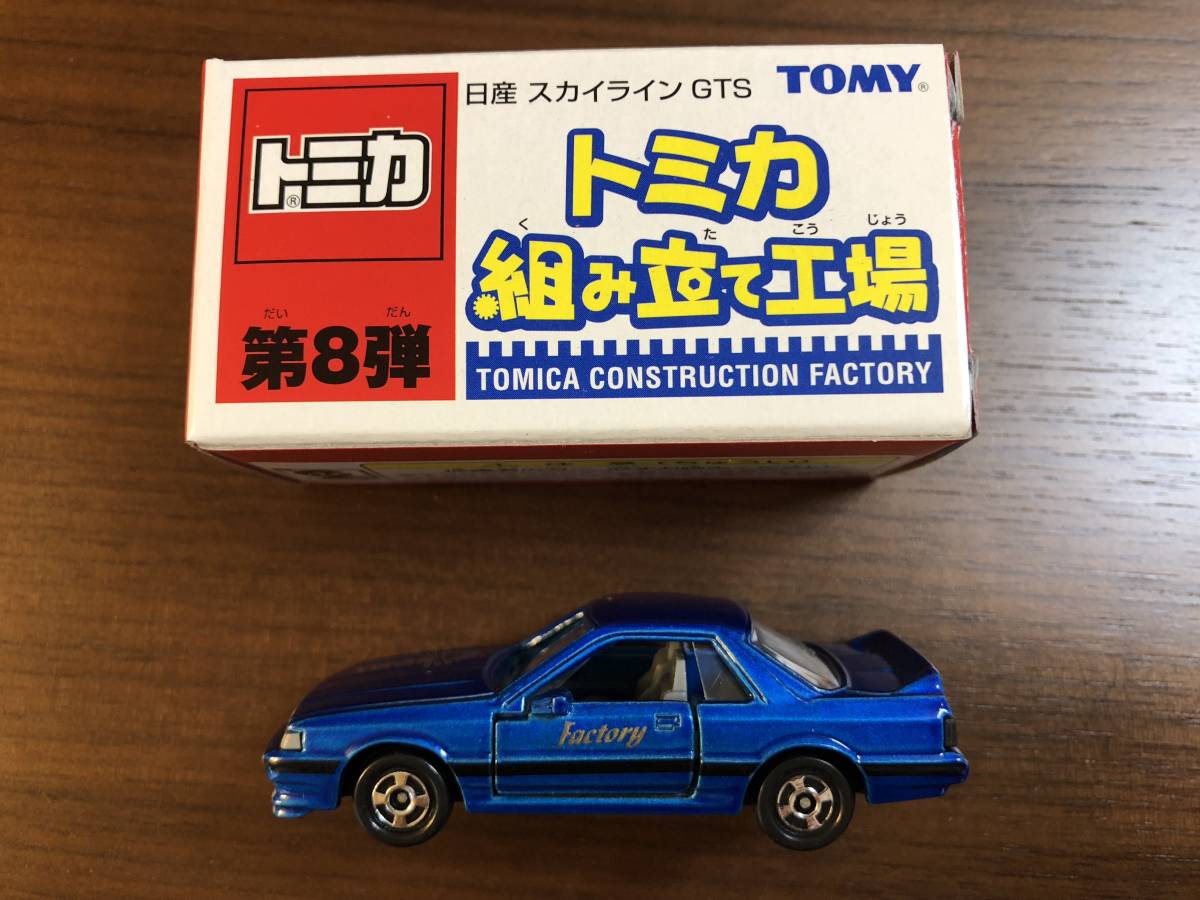 日産 スカイライン GTS
TOMY®
トミカ®
トミカ
く た こう じょう
組み立て工場
だい だん
第8弾
TOMICA CONSTRUCTION FACTORY
Factory